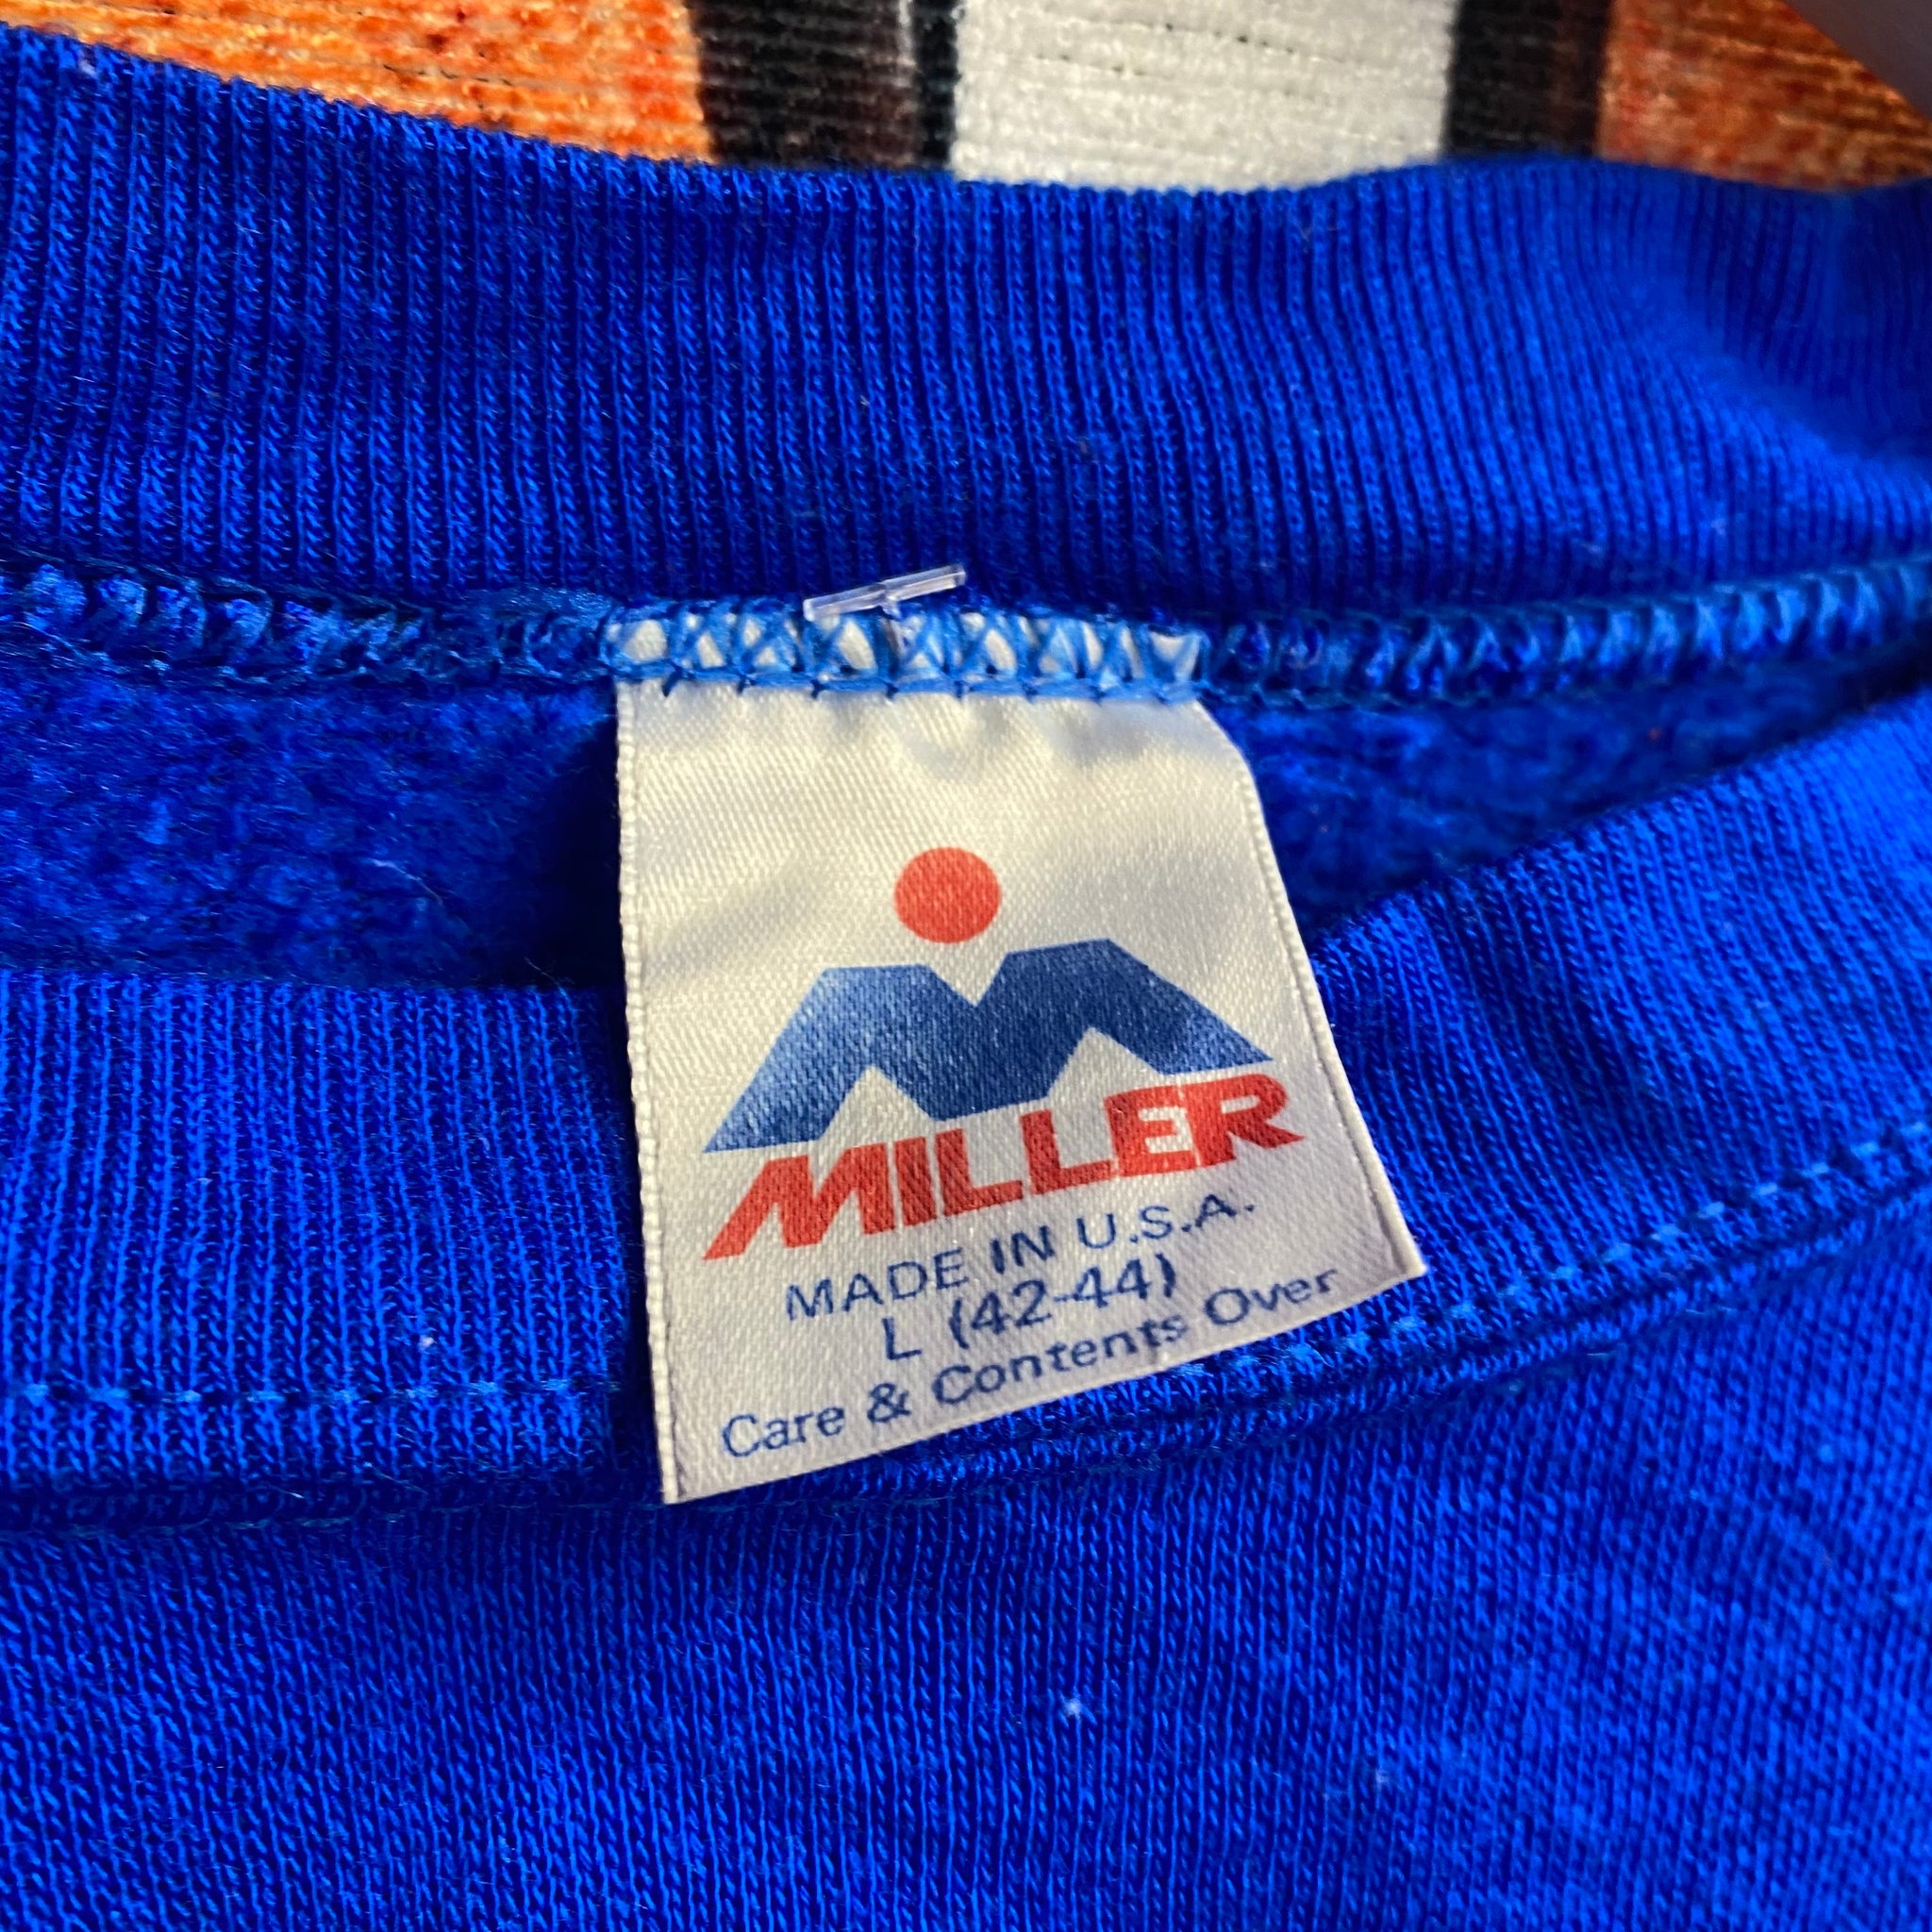 MILLER
MADE IN U.S.A.
L (42-44)
Care & Contents Over